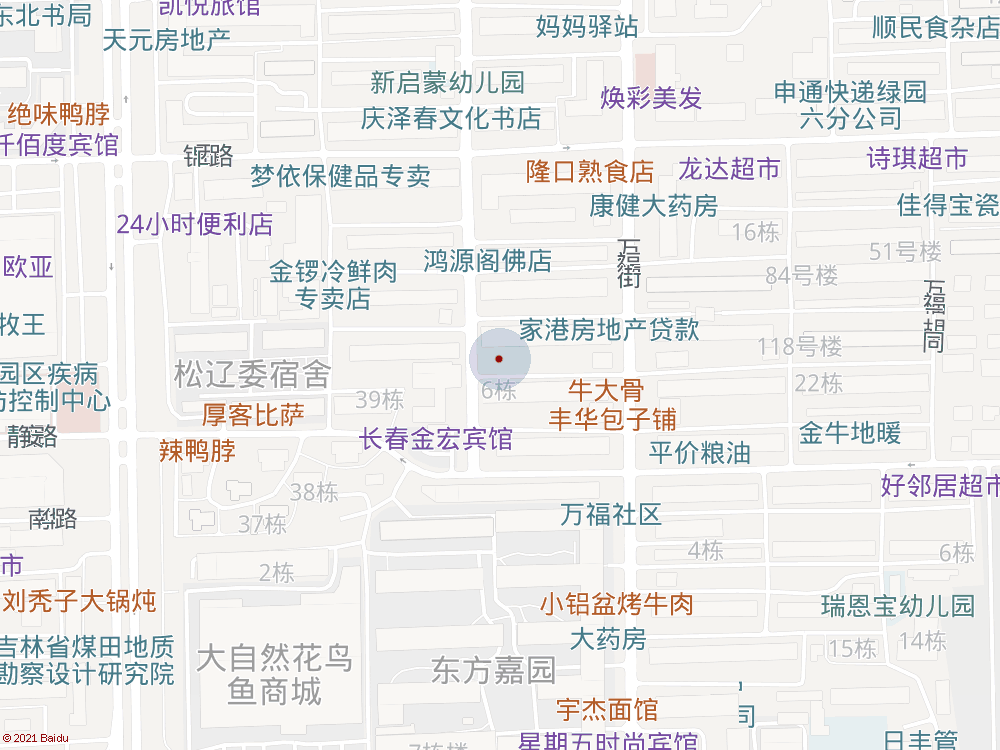 东北书局
凯悦旅馆
妈妈驿站
顺民食杂店
天元房地产
新启蒙幼儿园
焕彩美发
申通快递绿园
六分公司
绝味鸭脖
庆泽春文化书店
仟佰度宾馆
梦依保健品专卖
隆口熟食店
龙达超市
诗琪超市
24小时便利店
康健大药房
佳得宝瓷
16栋
万福街
51号楼
欧亚
金锣冷鲜肉
专卖店
鸿源阁佛店
84号楼
万福胡同
牧王
家港房地产贷款
118号楼
松辽委宿舍
园区疾病
防控制中心
39栋
6栋
牛大骨
22栋
厚客比萨
丰华包子铺
长春金宏宾馆
金牛地暖
辣鸭脖
平价粮油
38栋
好邻居超市
37栋
万福社区
市
2栋
4栋
6栋
刘秃子大锅炖
小铝盆烤牛肉
瑞恩宝幼儿园
吉林省煤田地质
勘察设计研究院
大自然花鸟
鱼商城
大药房
15栋
14栋
东方嘉园
宇杰面馆
司
7栋楼
星期五时尚宾馆
日丰管
© 2021 Baidu